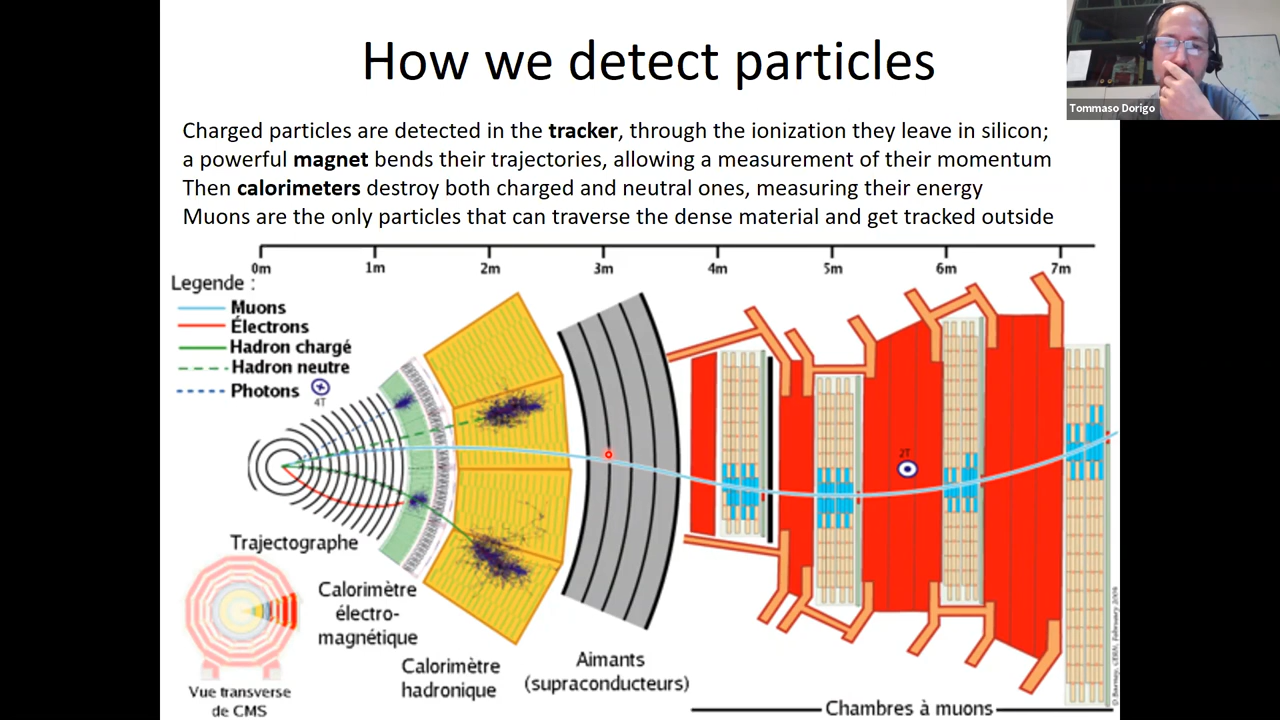 How we detect particles
Tommaso Dorigo
Charged particles are detected in the tracker, through the ionization they leave in silicon;
a powerful magnet bends their trajectories, allowing a measurement of their momentum
Then calorimeters destroy both charged and neutral ones, measuring their energy
Muons are the only particles that can traverse the dense material and get tracked outside
0m 1m 2m 3m 4m 5m 6m 7m
Legende :
Muons
Électrons
Hadron chargé
Hadron neutre
Photons
4T
2T
Trajectographe
Calorimètre
électro-
magnétique
Calorimètre
hadronique
Aimants
(supraconducteurs)
Vue transverse
de CMS
Chambres à muons
© Barney, CERN, February 2004